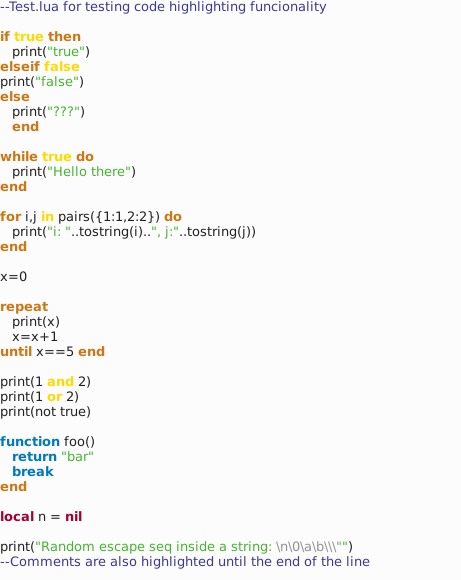 --Test.lua for testing code highlighting funcionality
if true then
print("true")
elseif false
print("false")
else
print("???")
end
while true do
print("Hello there")
end
for i,j in pairs({1:1,2:2}) do
print("i: "..tostring(i)..", j:"..tostring(j))
end
x=0
repeat
print(x)
x=x+1
until x==5 end
print(1 and 2)
print(1 or 2)
print(not true)
function foo()
return "bar"
break
end
local n = nil
print("Random escape seq inside a string: \n\0\a\b\\\"")
--Comments are also highlighted until the end of the line